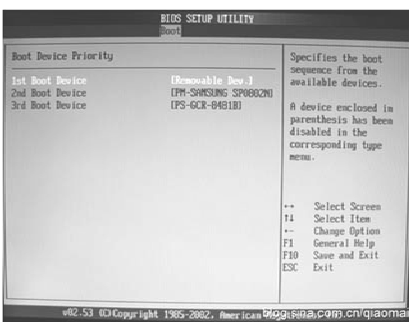 BIOS SETUP UTILITY
Boot
Boot Device Priority
1st Boot Device [Removable Dev.]
2nd Boot Device [PM-SAMSUNG SP0802N]
3rd Boot Device [PS-GCR-8481B]
Specifies the boot
sequence from the
available devices.
A device enclosed in
parenthesis has been
disabled in the
corresponding type
menu.
↔ Select Screen
↑↓ Select Item
+- Change Option
F1 General Help
F10 Save and Exit
ESC Exit
v02.53 (C)Copyright 1985-2002, American
blog.sina.com.cn/qiaomai